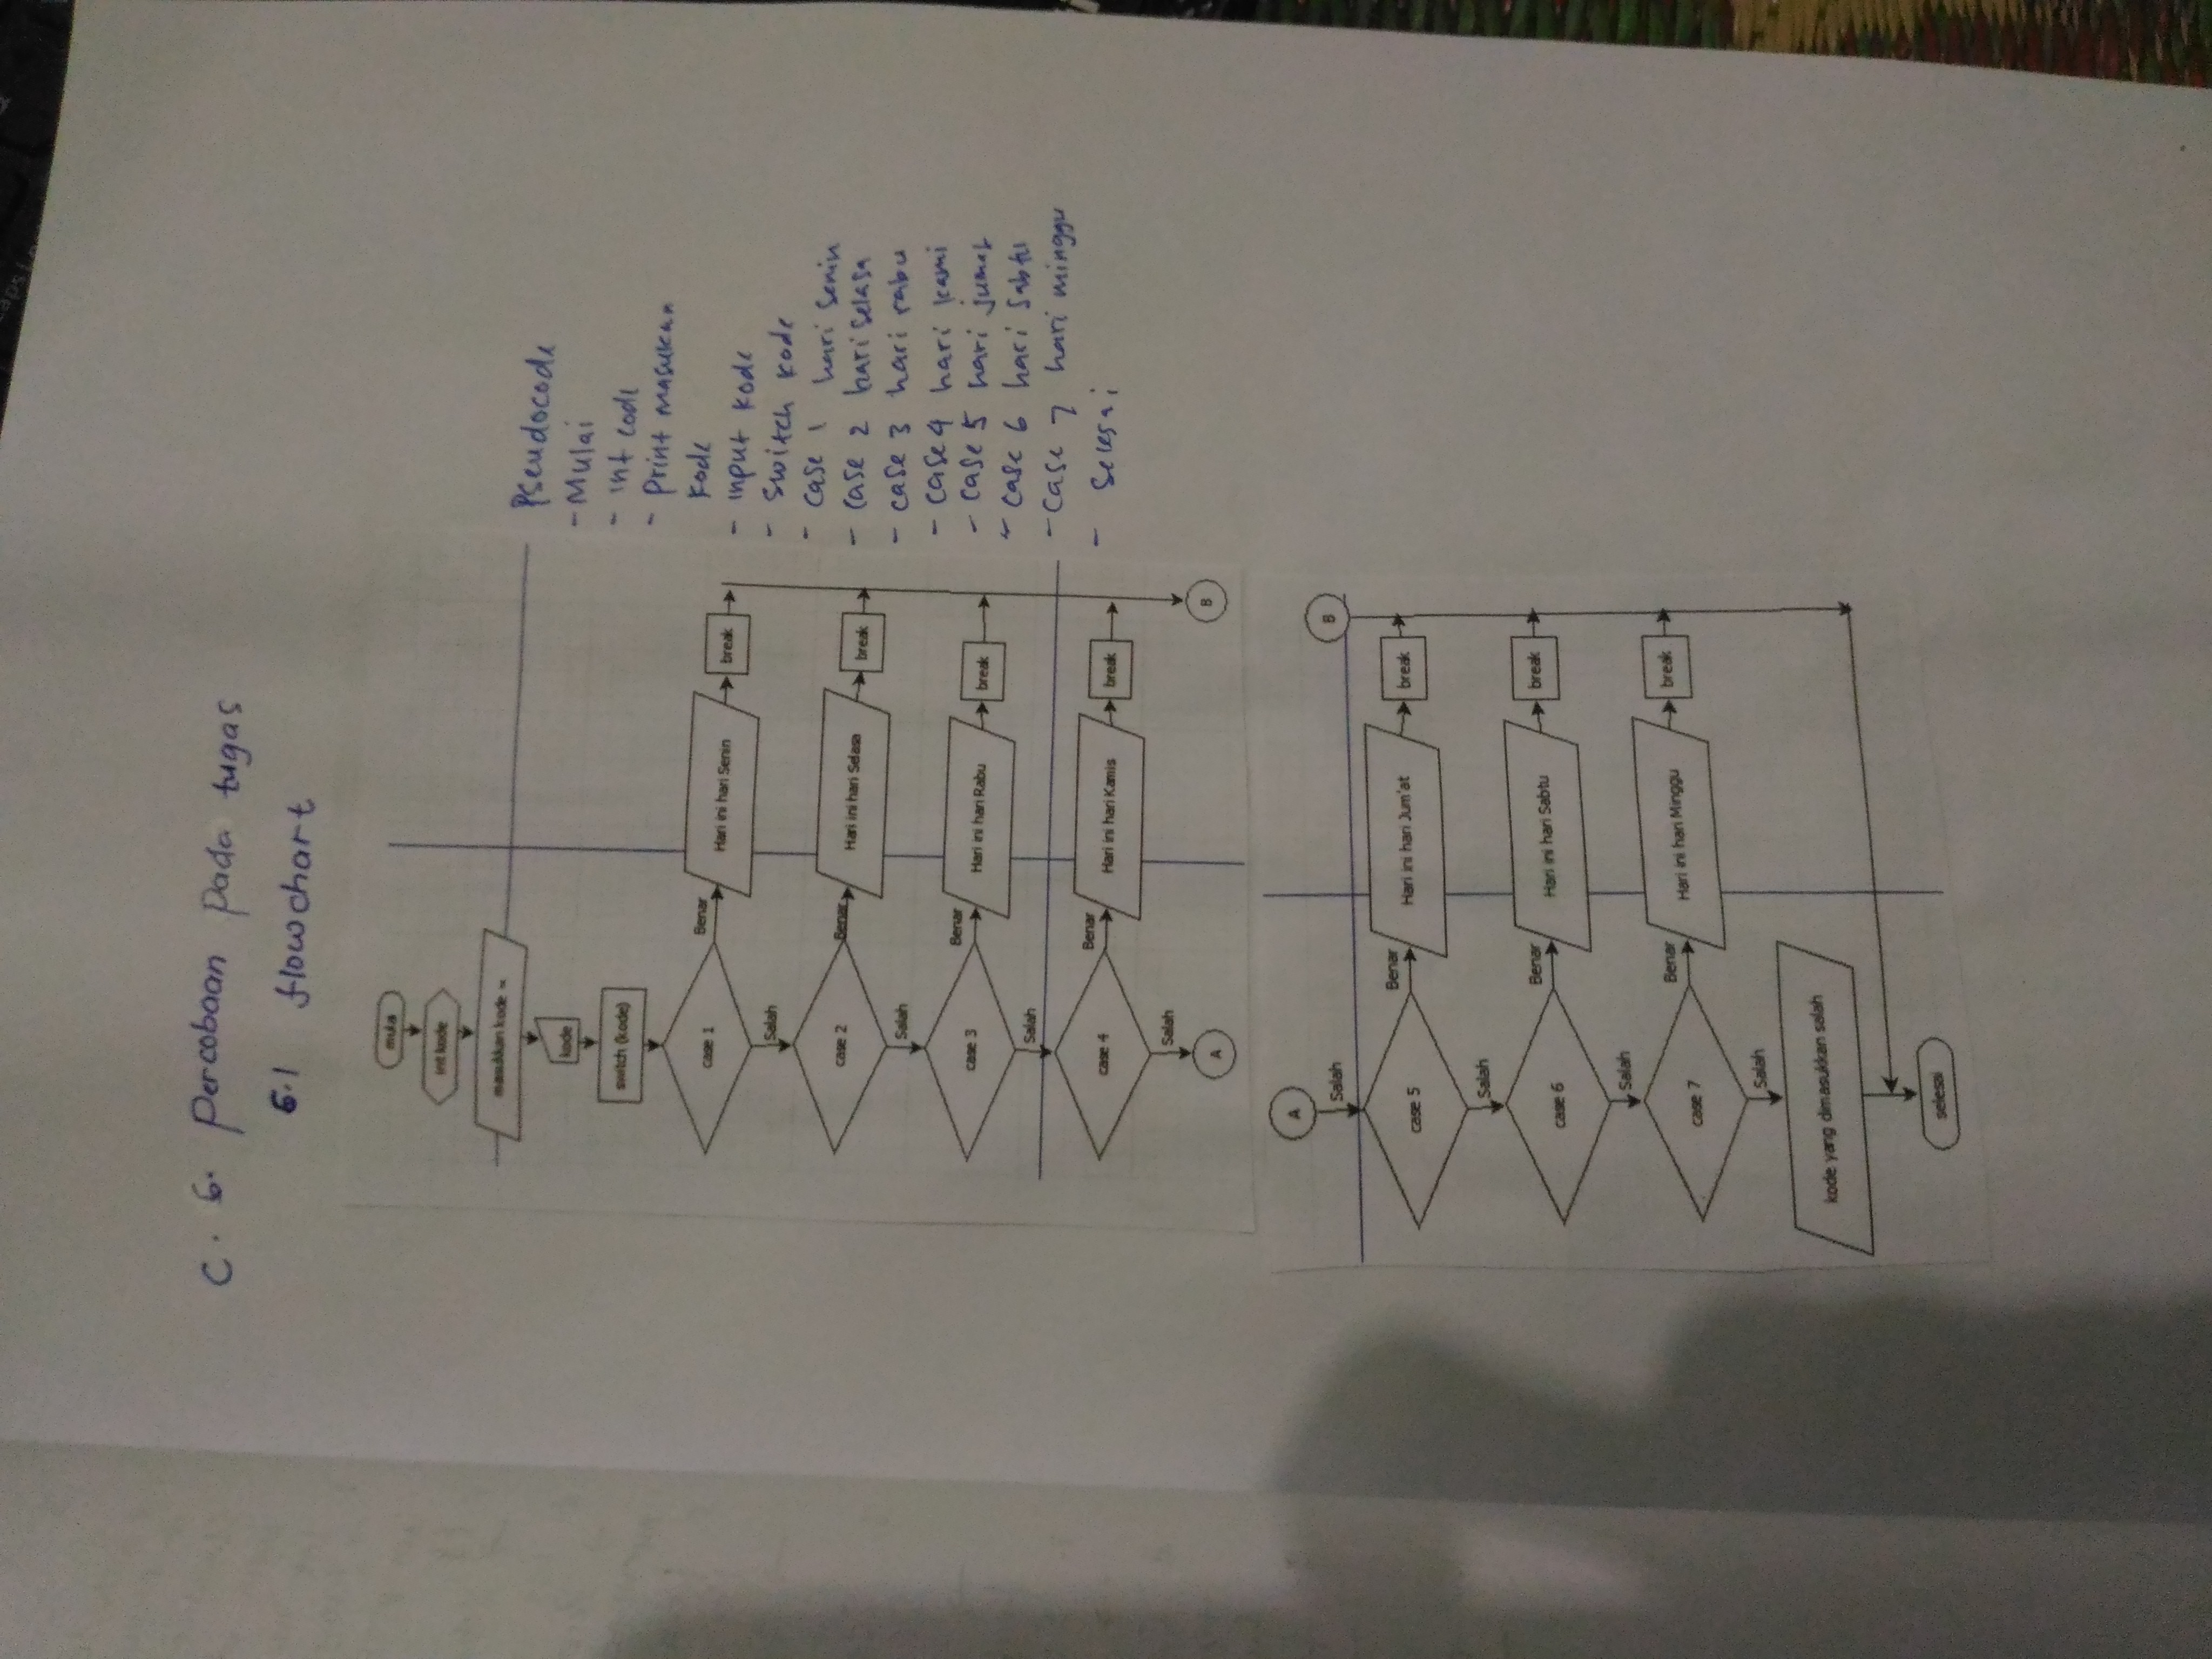 C. 6. Percobaan pada tugas
6.1 flowchart
Pseudocode
- Mulai
- int code
- print masukan
kode
- input kode
- switch kode
- case 1 hari senin
- case 2 hari selasa
- case 3 hari rabu
- case 4 hari kami
- case 5 hari jumat
- case 6 hari sabtu
- case 7 hari minggu
- selesai
mulai
int kode
masukkan kode =
kode
switch (kode)
case 1
Benar
Hari ini hari Senin
break
Salah
case 2
Benar
Hari ini hari Selasa
break
Salah
case 3
Benar
Hari ini hari Rabu
break
Salah
case 4
Benar
Hari ini hari Kamis
break
Salah
A
B
A
B
Salah
case 5
Benar
Hari ini hari Jum'at
break
Salah
case 6
Benar
Hari ini hari Sabtu
break
Salah
case 7
Benar
Hari ini hari Minggu
break
Salah
kode yang dimasukkan salah
selesai